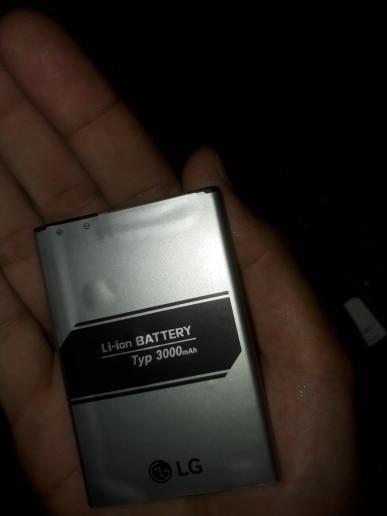 ⊕ ⊖
Li-ion BATTERY
Typ 3000mAh
LG